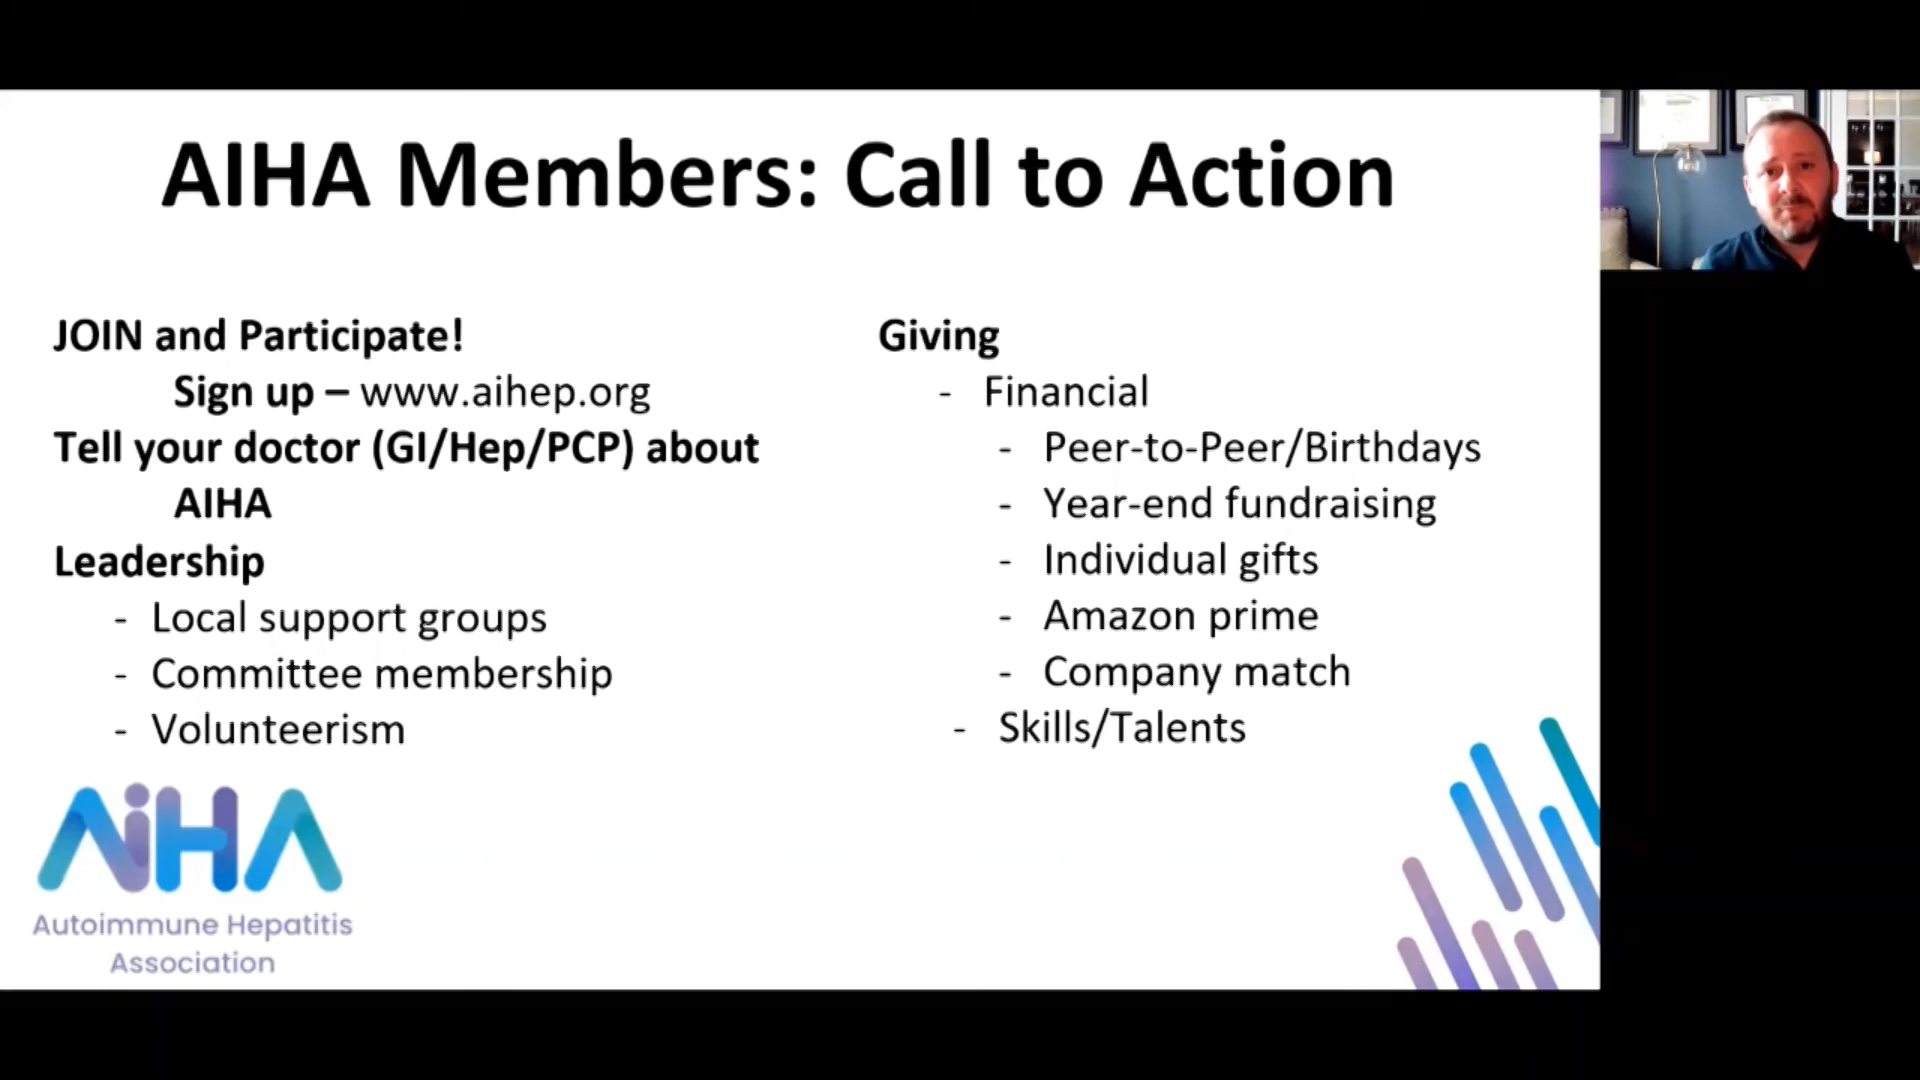 AIHA Members: Call to Action
JOIN and Participate!
Sign up – www.aihep.org
Tell your doctor (GI/Hep/PCP) about
AIHA
Leadership
- Local support groups
- Committee membership
- Volunteerism
Giving
- Financial
- Peer-to-Peer/Birthdays
- Year-end fundraising
- Individual gifts
- Amazon prime
- Company match
- Skills/Talents
AiHA
Autoimmune Hepatitis
Association